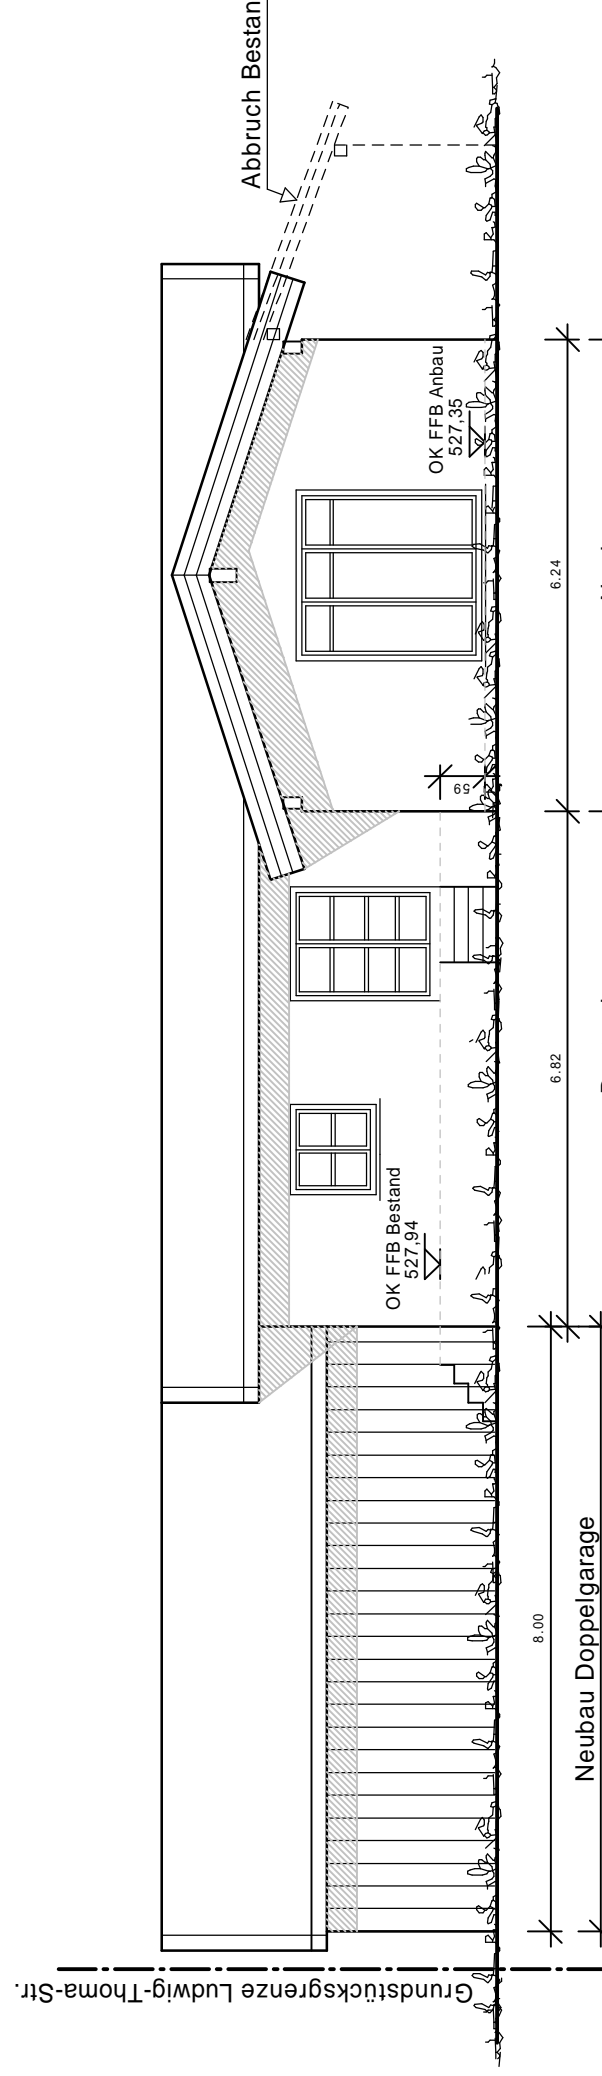 Abbruch Bestan
OK FFB Anbau
527,35
6.24
59
6.82
OK FFB Bestand
527,94
8.00
Neubau Doppelgarage
Grundstücksgrenze Ludwig-Thoma-Str.